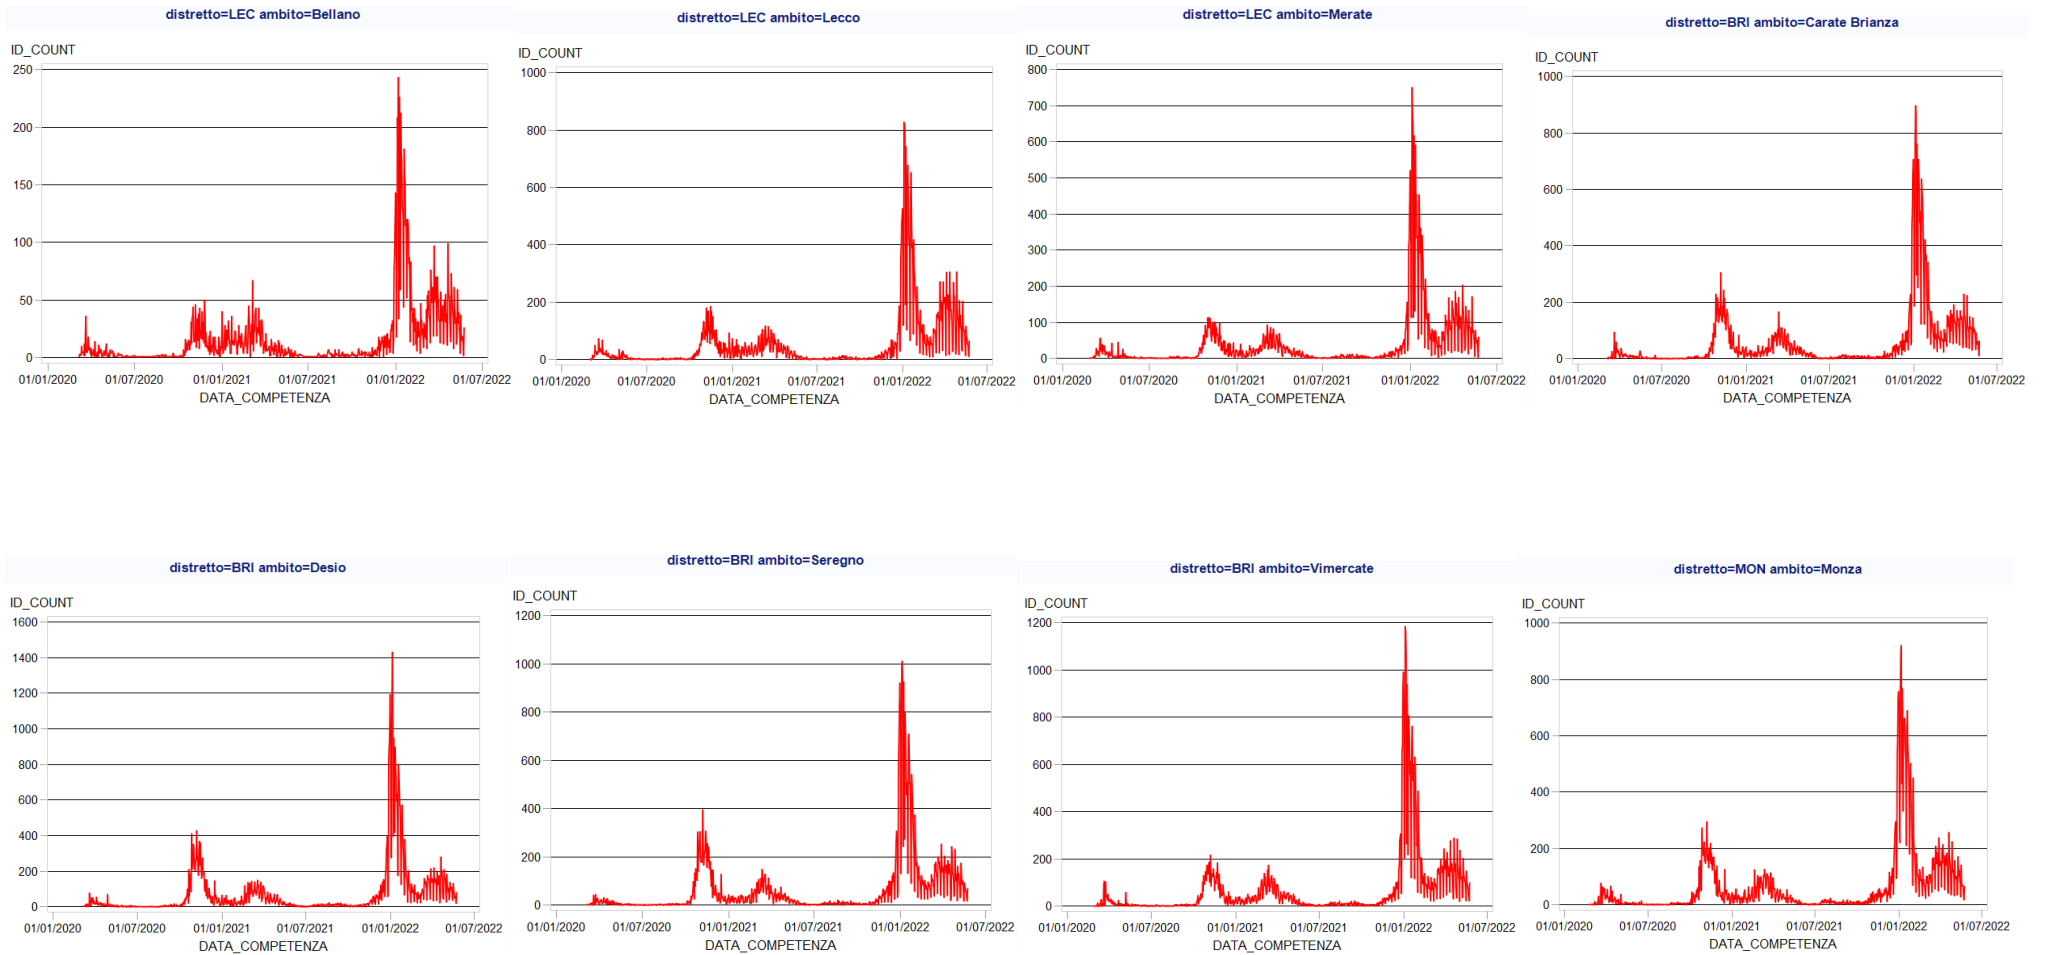 distretto=LEC ambito=Bellano
ID_COUNT
250
200
150
100
50
0
01/01/2020 01/07/2020 01/01/2021 01/07/2021 01/01/2022 01/07/2022
DATA_COMPETENZA
distretto=LEC ambito=Lecco
ID_COUNT
1000
800
600
400
200
0
01/01/2020 01/07/2020 01/01/2021 01/07/2021 01/01/2022 01/07/2022
DATA_COMPETENZA
distretto=LEC ambito=Merate
ID_COUNT
800
700
600
500
400
300
200
100
0
01/01/2020 01/07/2020 01/01/2021 01/07/2021 01/01/2022 01/07/2022
DATA_COMPETENZA
distretto=BRI ambito=Carate Brianza
ID_COUNT
1000
800
600
400
200
0
01/01/2020 01/07/2020 01/01/2021 01/07/2021 01/01/2022 01/07/2022
DATA_COMPETENZA
distretto=BRI ambito=Desio
ID_COUNT
1600
1400
1200
1000
800
600
400
200
0
01/01/2020 01/07/2020 01/01/2021 01/07/2021 01/01/2022 01/07/2022
DATA_COMPETENZA
distretto=BRI ambito=Seregno
ID_COUNT
1200
1000
800
600
400
200
0
01/01/2020 01/07/2020 01/01/2021 01/07/2021 01/01/2022 01/07/2022
DATA_COMPETENZA
distretto=BRI ambito=Vimercate
ID_COUNT
1200
1000
800
600
400
200
0
01/01/2020 01/07/2020 01/01/2021 01/07/2021 01/01/2022 01/07/2022
DATA_COMPETENZA
distretto=MON ambito=Monza
ID_COUNT
1000
800
600
400
200
0
01/01/2020 01/07/2020 01/01/2021 01/07/2021 01/01/2022 01/07/2022
DATA_COMPETENZA